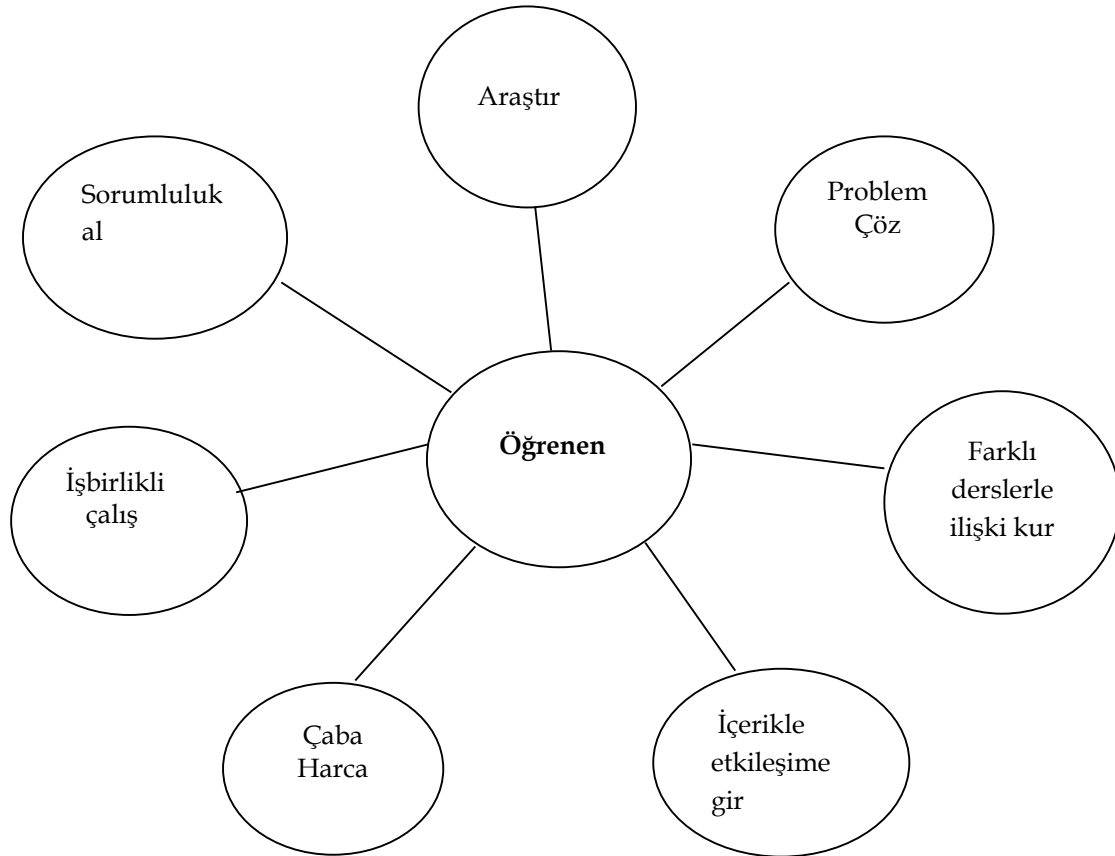 Araştır
Sorumluluk
al
Problem
Çöz
Öğrenen
İşbirlikli
çalış
Farklı
derslerle
ilişki kur
Çaba
Harca
İçerikle
etkileşime
gir